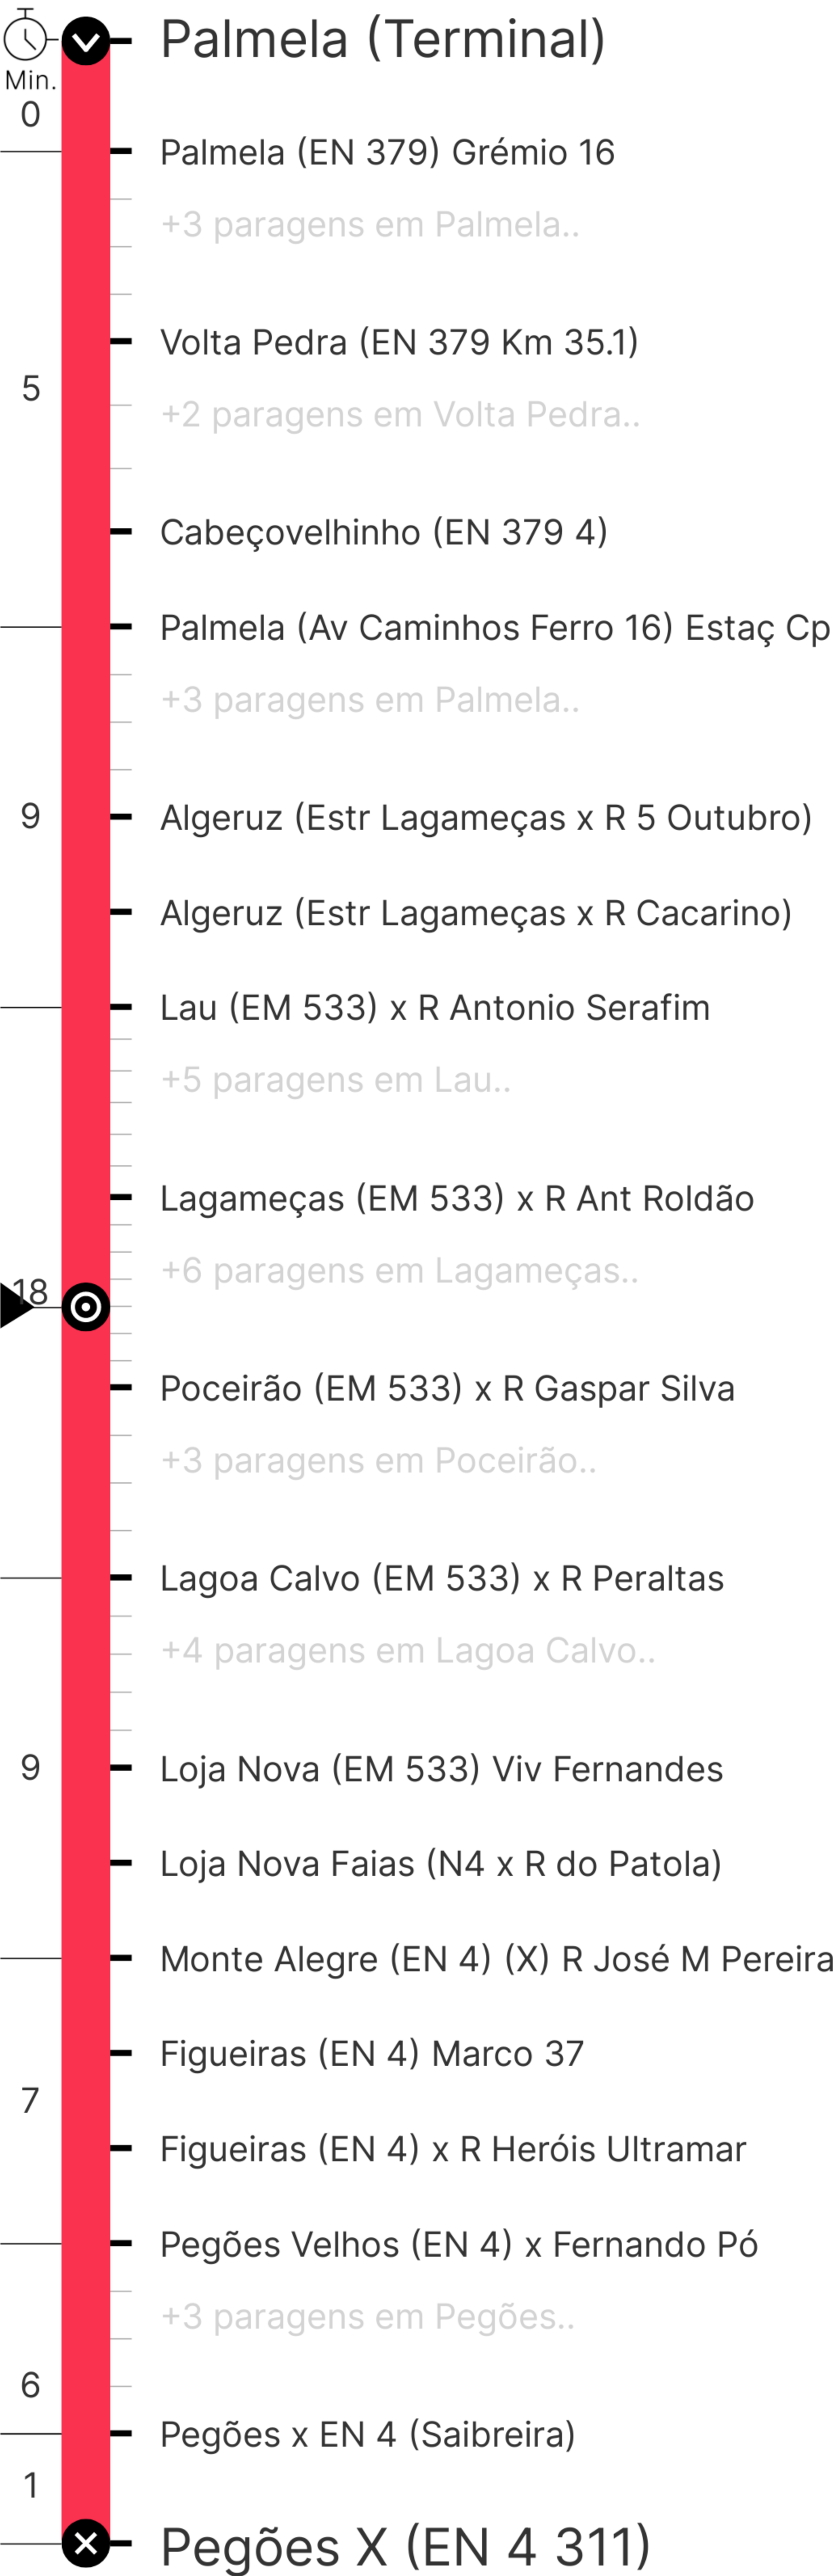 Palmela (Terminal)
Min.
0
Palmela (EN 379) Grémio 16
+3 paragens em Palmela..
Volta Pedra (EN 379 Km 35.1)
5
+2 paragens em Volta Pedra..
Cabeçovelhinho (EN 379 4)
Palmela (Av Caminhos Ferro 16) Estaç Cp
+3 paragens em Palmela..
9
Algeruz (Estr Lagameças x R 5 Outubro)
Algeruz (Estr Lagameças x R Cacarino)
Lau (EM 533) x R Antonio Serafim
+5 paragens em Lau..
Lagameças (EM 533) x R Ant Roldão
+6 paragens em Lagameças..
18
Poceirão (EM 533) x R Gaspar Silva
+3 paragens em Poceirão..
Lagoa Calvo (EM 533) x R Peraltas
+4 paragens em Lagoa Calvo..
9
Loja Nova (EM 533) Viv Fernandes
Loja Nova Faias (N4 x R do Patola)
Monte Alegre (EN 4) (X) R José M Pereira
Figueiras (EN 4) Marco 37
7
Figueiras (EN 4) x R Heróis Ultramar
Pegões Velhos (EN 4) x Fernando Pó
+3 paragens em Pegões..
6
Pegões x EN 4 (Saibreira)
1
Pegões X (EN 4 311)